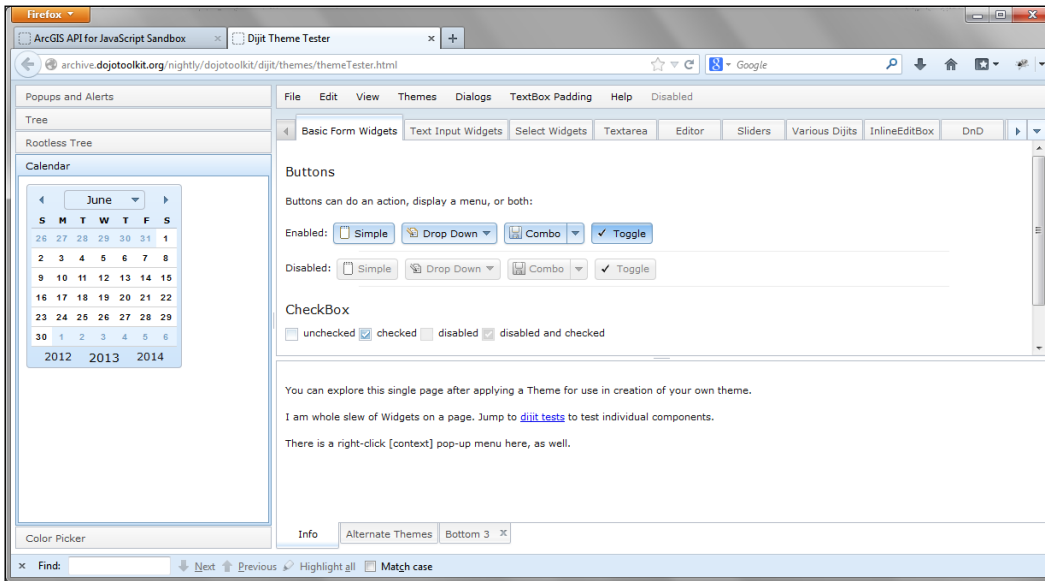 Firefox
ArcGIS API for JavaScript Sandbox × Dijit Theme Tester × +
archive.dojotoolkit.org/nightly/dojotoolkit/dijit/themes/themeTester.html Google
Popups and Alerts
Tree
Rootless Tree
Calendar
June
S M T W T F S
26 27 28 29 30 31 1
2 3 4 5 6 7 8
9 10 11 12 13 14 15
16 17 18 19 20 21 22
23 24 25 26 27 28 29
30 1 2 3 4 5 6
2012 2013 2014
Color Picker
File Edit View Themes Dialogs TextBox Padding Help Disabled
Basic Form Widgets Text Input Widgets Select Widgets Textarea Editor Sliders Various Dijits InlineEditBox DnD
Buttons
Buttons can do an action, display a menu, or both:
Enabled: Simple Drop Down Combo ✓ Toggle
Disabled: Simple Drop Down Combo ✓ Toggle
CheckBox
unchecked checked disabled disabled and checked
You can explore this single page after applying a Theme for use in creation of your own theme.
I am whole slew of Widgets on a page. Jump to dijit tests to test individual components.
There is a right-click [context] pop-up menu here, as well.
Info Alternate Themes Bottom 3 ×
× Find: Next Previous Highlight all Match case